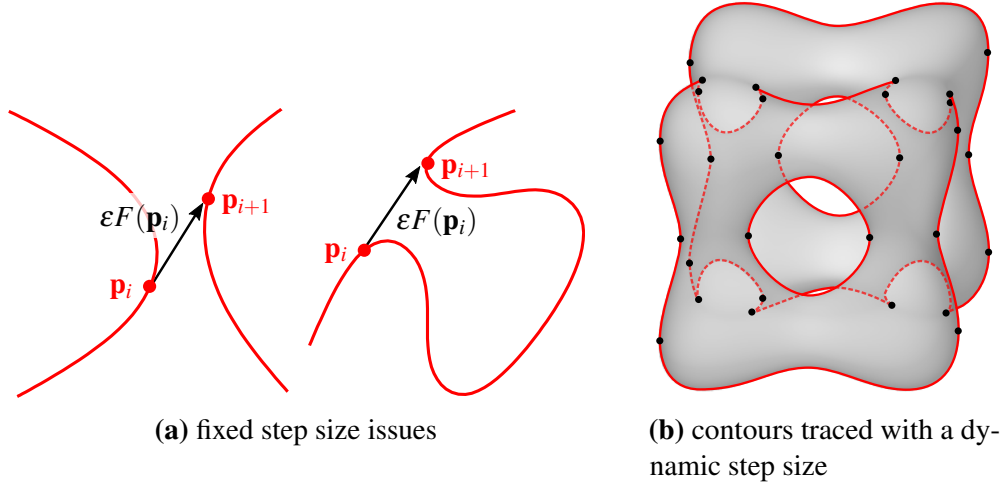 εF(𝐩ᵢ)
𝐩ᵢ
𝐩ᵢ₊₁
𝐩ᵢ₊₁
εF(𝐩ᵢ)
𝐩ᵢ
(a) fixed step size issues
(b) contours traced with a dy-
namic step size